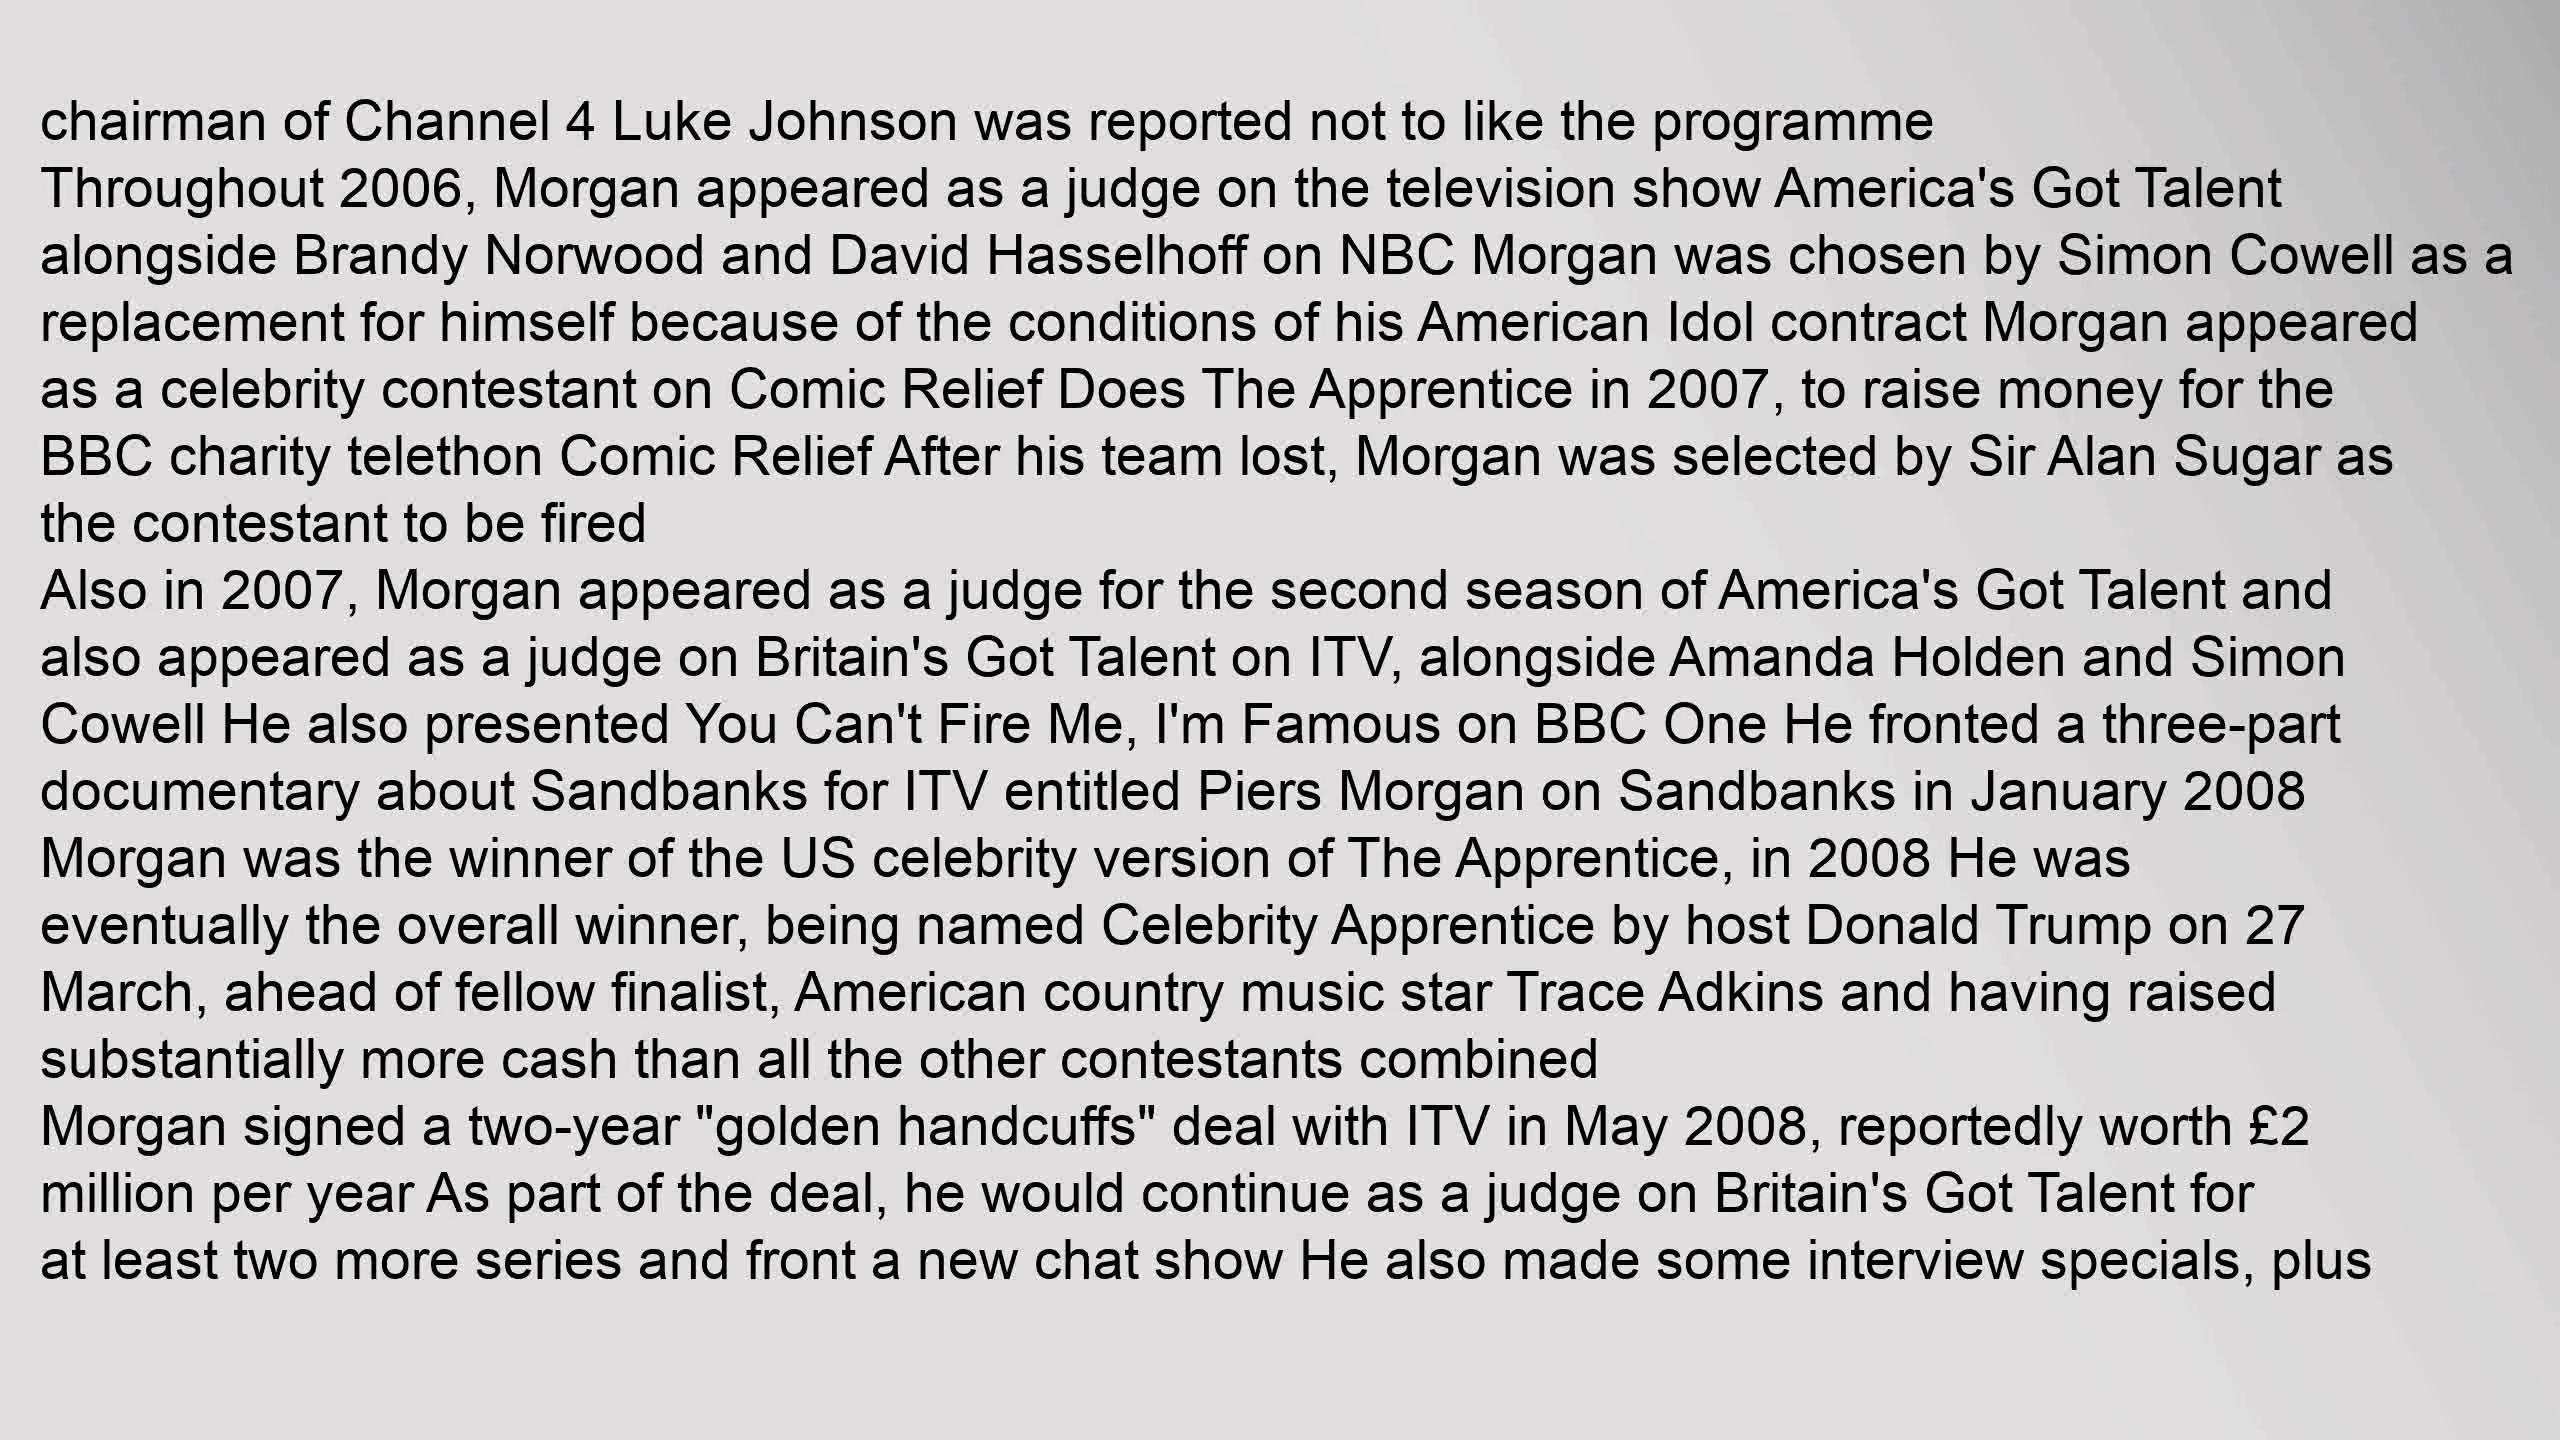 chairman of Channel 4 Luke Johnson was reported not to like the programme
Throughout 2006, Morgan appeared as a judge on the television show America's Got Talent
alongside Brandy Norwood and David Hasselhoff on NBC Morgan was chosen by Simon Cowell as a
replacement for himself because of the conditions of his American Idol contract Morgan appeared
as a celebrity contestant on Comic Relief Does The Apprentice in 2007, to raise money for the
BBC charity telethon Comic Relief After his team lost, Morgan was selected by Sir Alan Sugar as
the contestant to be fired
Also in 2007, Morgan appeared as a judge for the second season of America's Got Talent and
also appeared as a judge on Britain's Got Talent on ITV, alongside Amanda Holden and Simon
Cowell He also presented You Can't Fire Me, I'm Famous on BBC One He fronted a three-part
documentary about Sandbanks for ITV entitled Piers Morgan on Sandbanks in January 2008
Morgan was the winner of the US celebrity version of The Apprentice, in 2008 He was
eventually the overall winner, being named Celebrity Apprentice by host Donald Trump on 27
March, ahead of fellow finalist, American country music star Trace Adkins and having raised
substantially more cash than all the other contestants combined
Morgan signed a two-year "golden handcuffs" deal with ITV in May 2008, reportedly worth £2
million per year As part of the deal, he would continue as a judge on Britain's Got Talent for
at least two more series and front a new chat show He also made some interview specials, plus